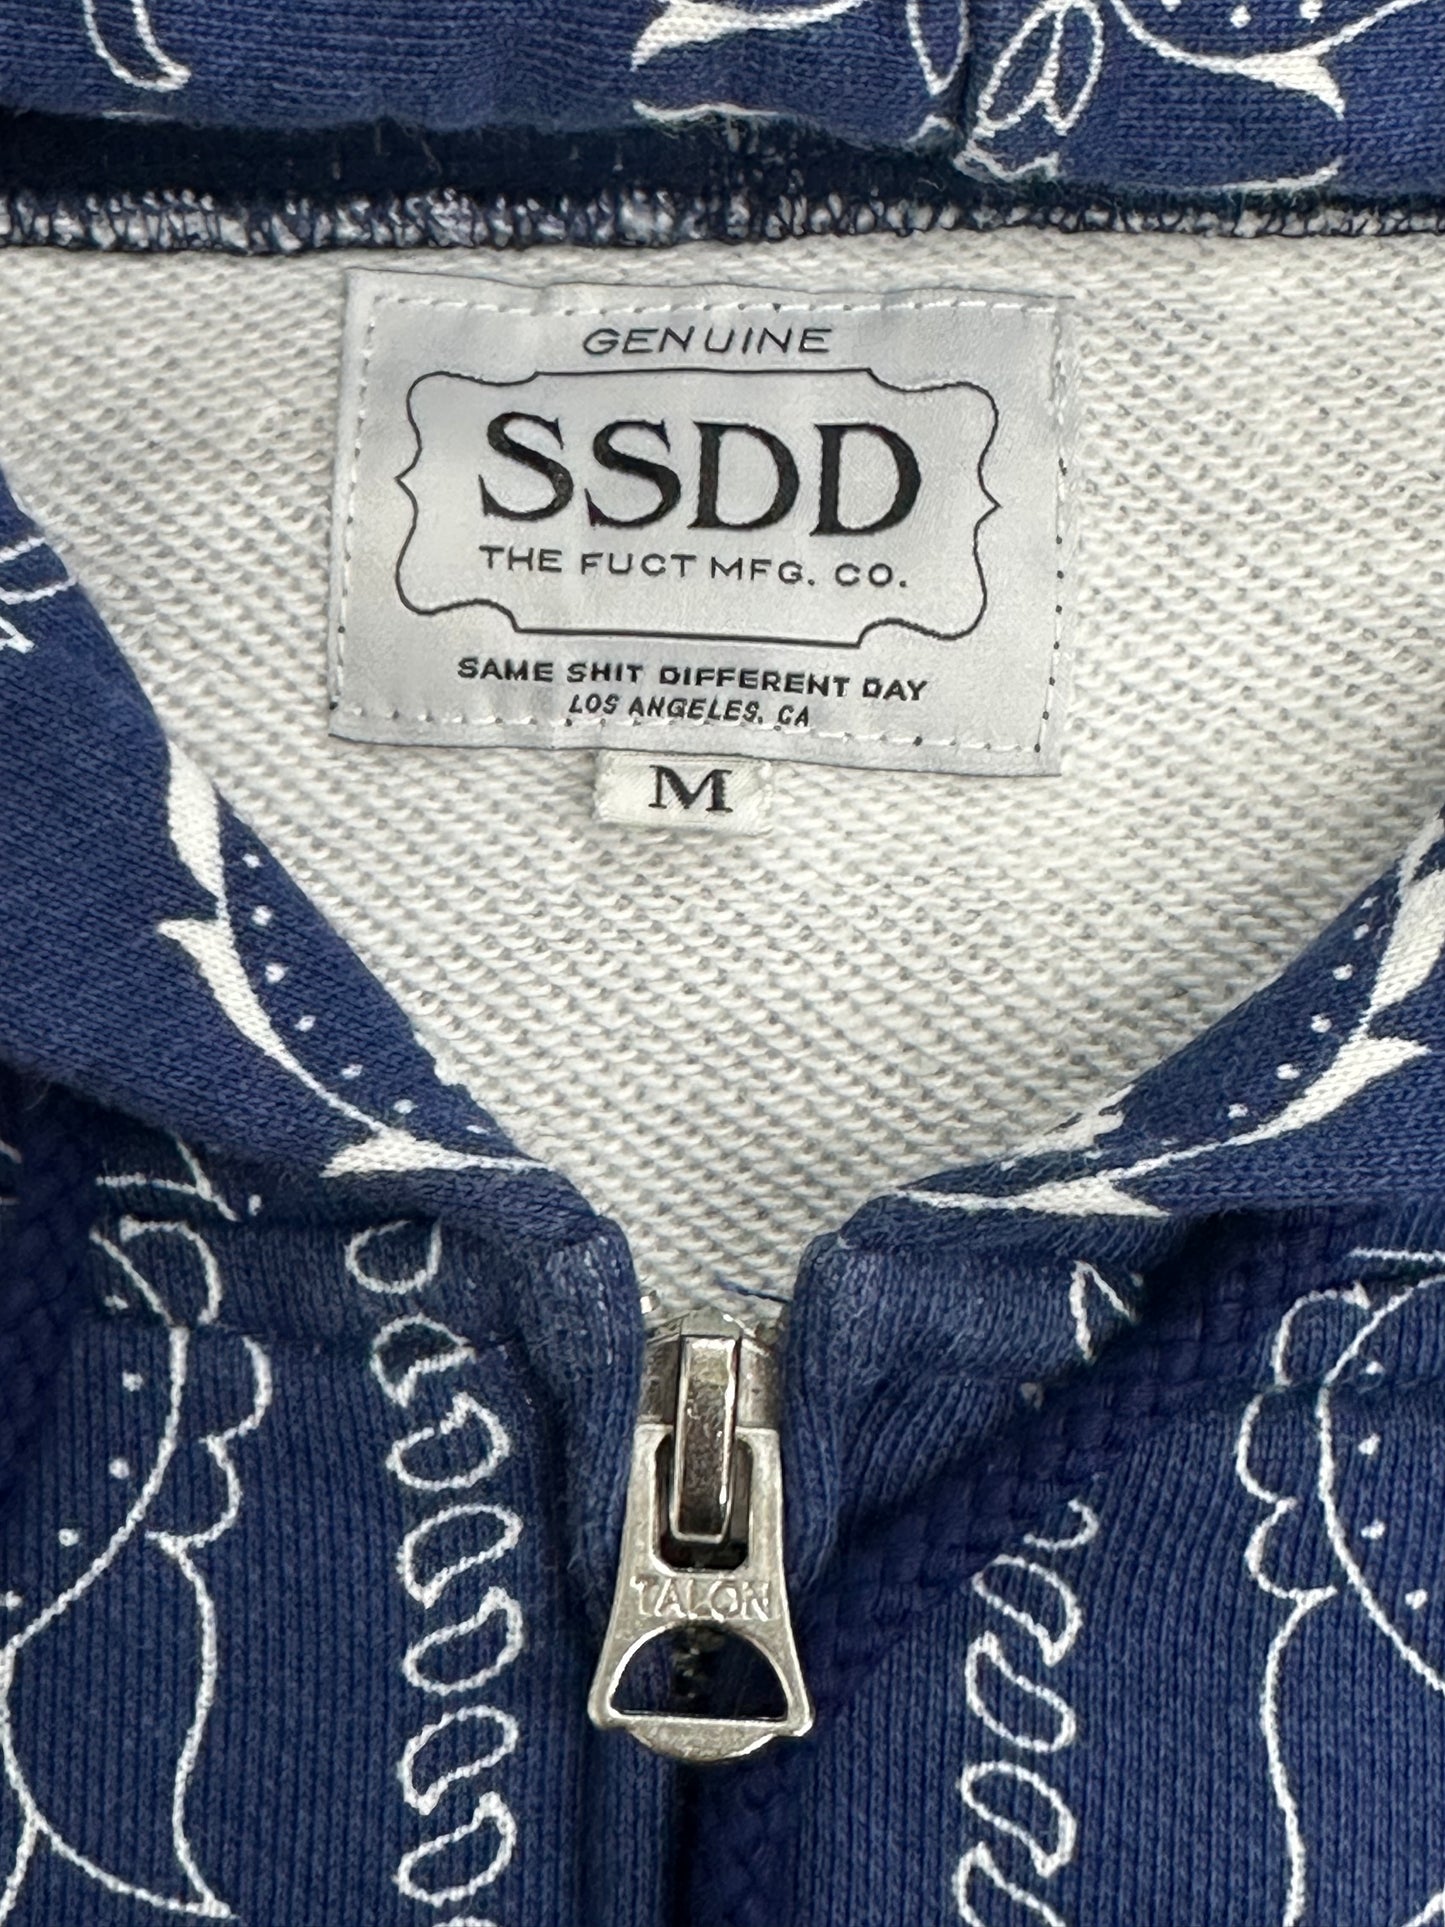 GENUINE
SSDD
THE FUCT MFG. CO.
SAME SHIT DIFFERENT DAY
LOS ANGELES, CA
M
TALON